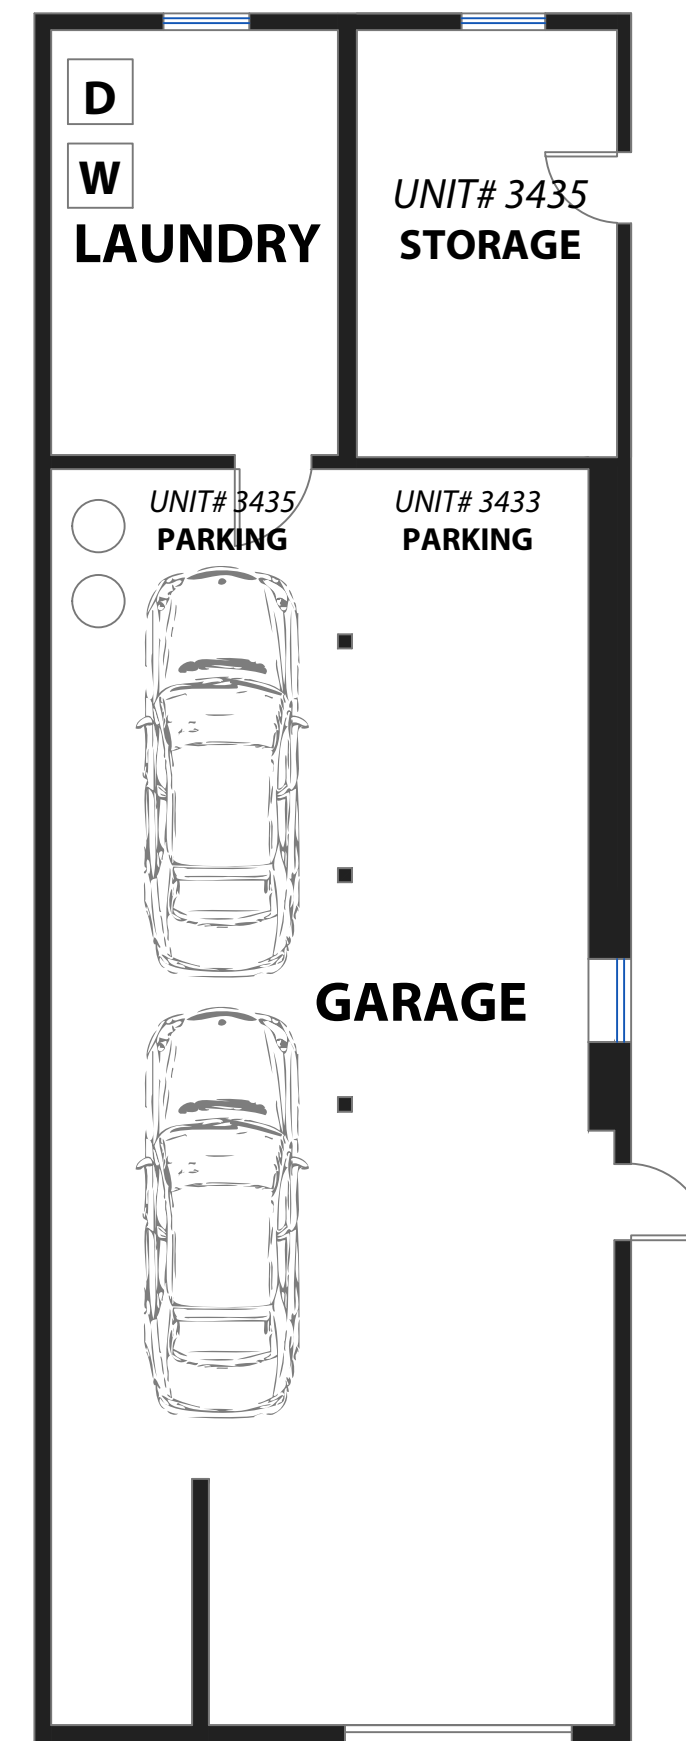 D
W
LAUNDRY
UNIT# 3435
STORAGE
UNIT# 3435
PARKING
UNIT# 3433
PARKING
GARAGE